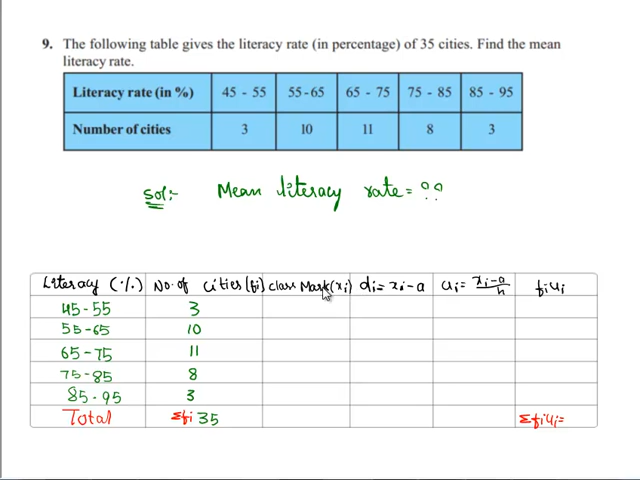 9. The following table gives the literacy rate (in percentage) of 35 cities. Find the mean
literacy rate.
Literacy rate (in %) 45 - 55 55-65 65 - 75 75 - 85 85 - 95
Number of cities 3 10 11 8 3
Sol:- Mean literacy rate = ??
Literacy (%) No. of cities (fi) Class Mark (xi) di = xi - a ui = xi - a / h fiui
45-55 3
55-65 10
65-75 11
75-85 8
85-95 3
Total Σfi 35 Σfiui=